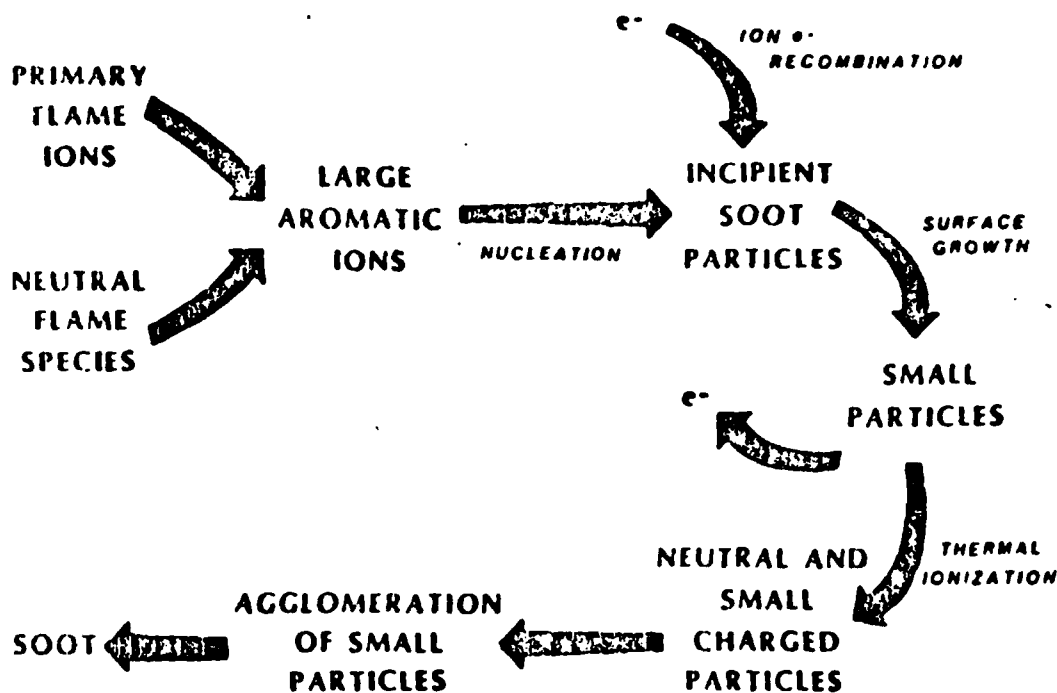 PRIMARY
FLAME
IONS
NEUTRAL
FLAME
SPECIES
LARGE
AROMATIC
IONS
NUCLEATION
e-
ION e-
RECOMBINATION
INCIPIENT
SOOT
PARTICLES
SURFACE
GROWTH
SMALL
PARTICLES
e-
THERMAL
IONIZATION
NEUTRAL AND
SMALL
CHARGED
PARTICLES
AGGLOMERATION
OF SMALL
PARTICLES
SOOT